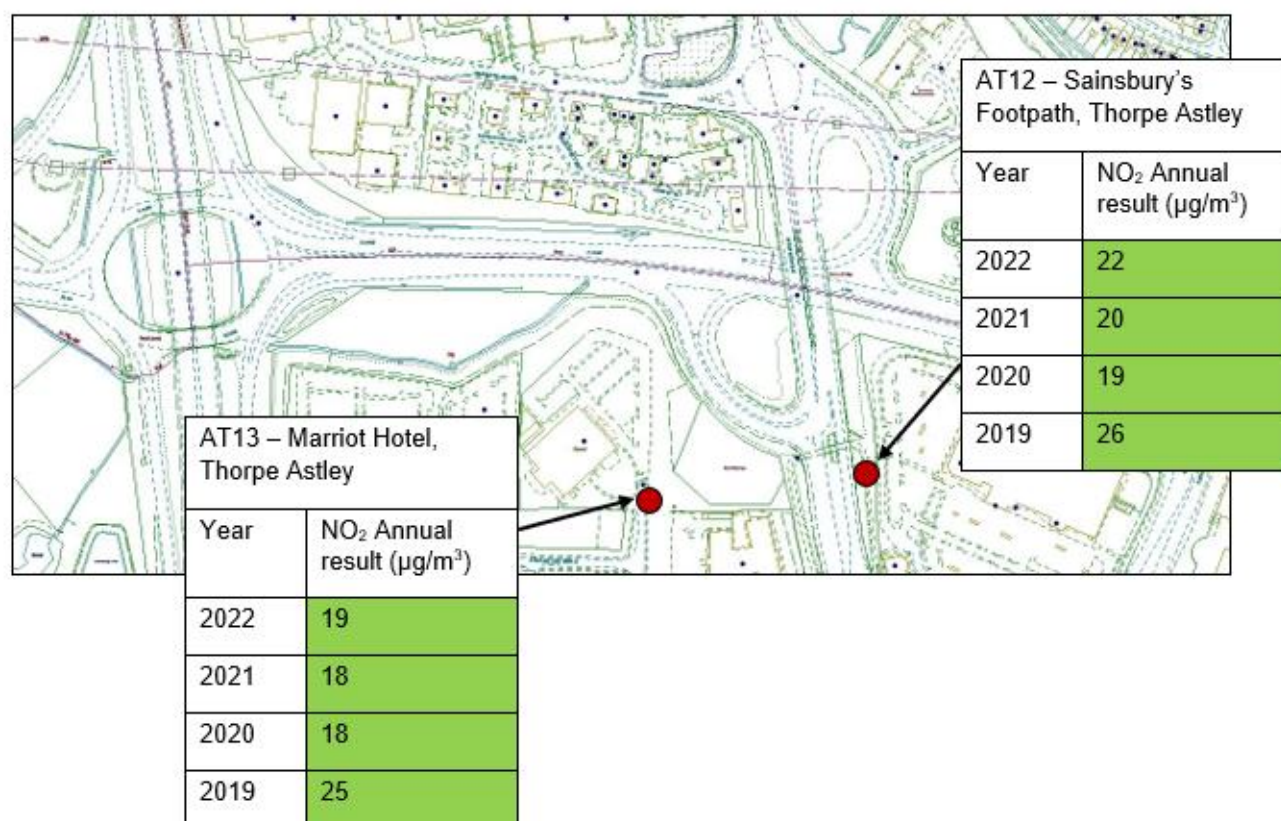 AT12 – Sainsbury's
Footpath, Thorpe Astley
Year
NO₂ Annual
result (µg/m³)
2022
22
2021
20
2020
19
2019
26
AT13 – Marriot Hotel,
Thorpe Astley
Year
NO₂ Annual
result (µg/m³)
2022
19
2021
18
2020
18
2019
25